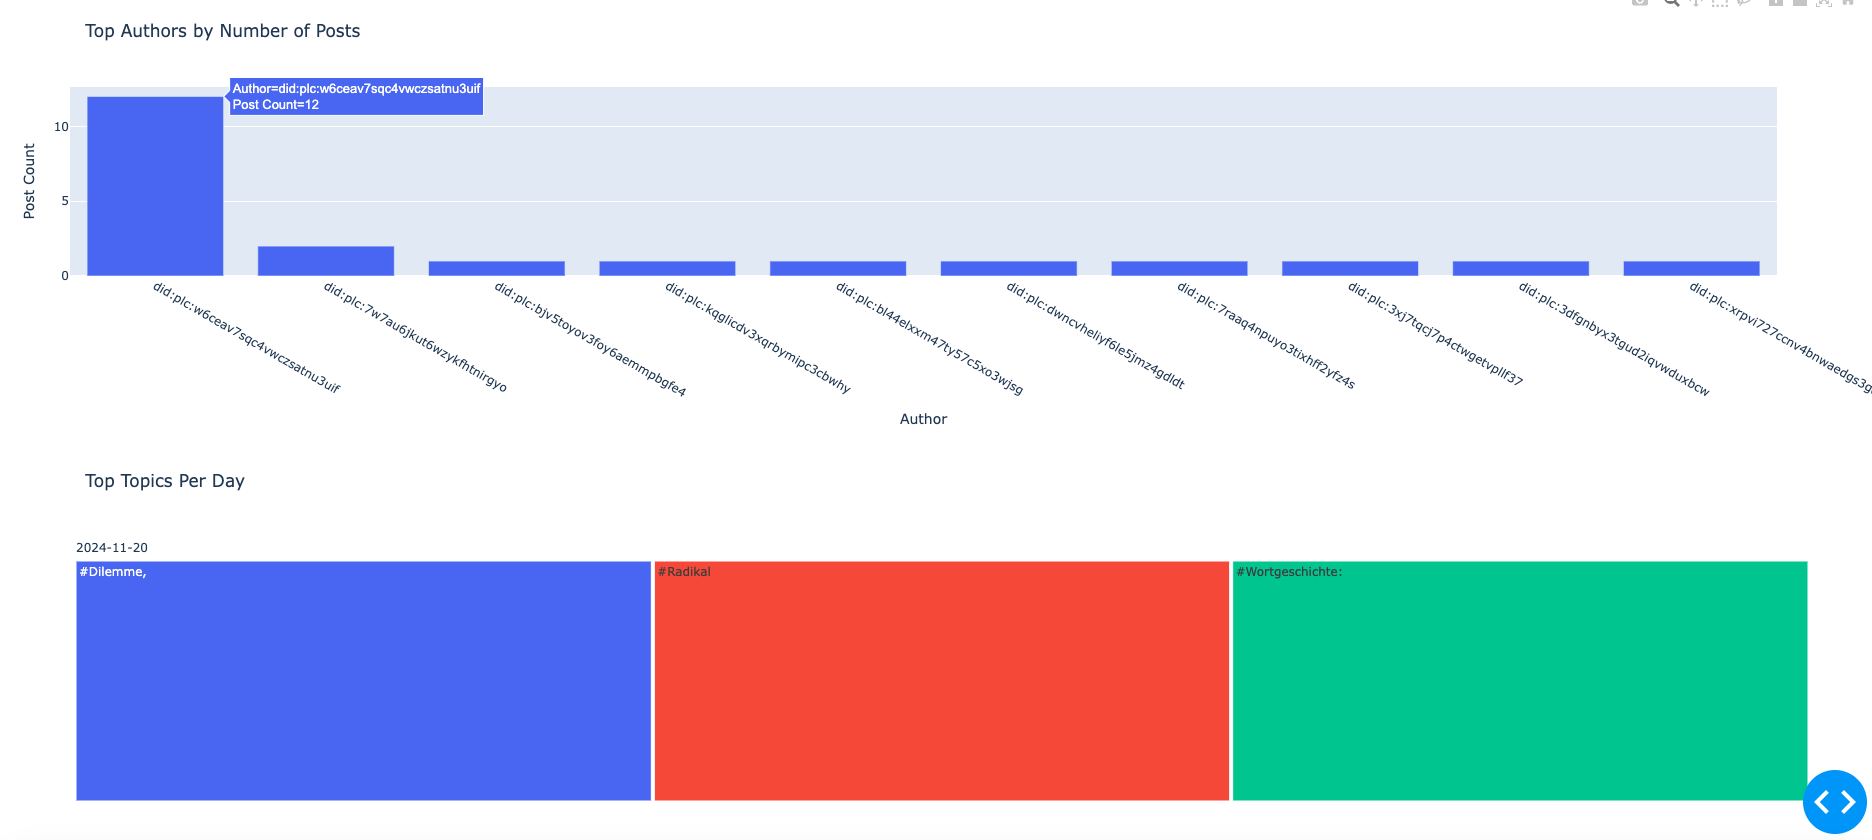 Top Authors by Number of Posts
Author=did:plc:w6ceav7sqc4vwczsatnu3uif
Post Count=12
Post Count
10
5
0
did:plc:w6ceav7sqc4vwczsatnu3uif
did:plc:7w7au6jkut6wzykfhtnirgyo
did:plc:bjv5toyov3foy6aemmpbgfe4
did:plc:kqglicdv3xqrbymipc3cbwhy
did:plc:bl44elxxm47ty57c5xo3wjsg
did:plc:dwncvheliyf6le5jmz4gdldt
did:plc:7raaq4npuyo3tixhff2yfz4s
did:plc:3xj7tqcj7p4ctwgetvpllf37
did:plc:3dfgnbyx3tgud2iqvwduxbcw
Author
Top Topics Per Day
2024-11-20
#Dilemme,
#Radikal
#Wortgeschichte: